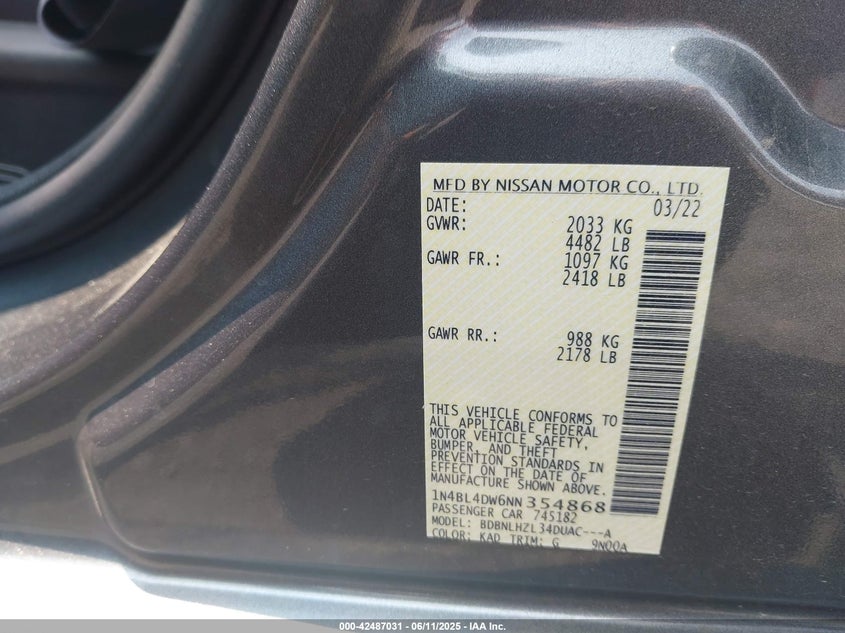 MFD BY NISSAN MOTOR CO., LTD.
DATE: 03/22
GVWR: 2033 KG
4482 LB
GAWR FR.: 1097 KG
2418 LB
GAWR RR.: 988 KG
2178 LB
THIS VEHICLE CONFORMS TO
ALL APPLICABLE FEDERAL
MOTOR VEHICLE SAFETY,
BUMPER, AND THEFT
PREVENTION STANDARDS IN
EFFECT ON THE DATE OF
MANUFACTURE SHOWN ABOVE.
1N4BL4DW6NN354868
PASSENGER CAR 745182
MODEL: BDBNLHZL34DUAC---A
COLOR: KAD TRIM: G 9N00A
000-42487031 - 06/11/2025 - IAA Inc.